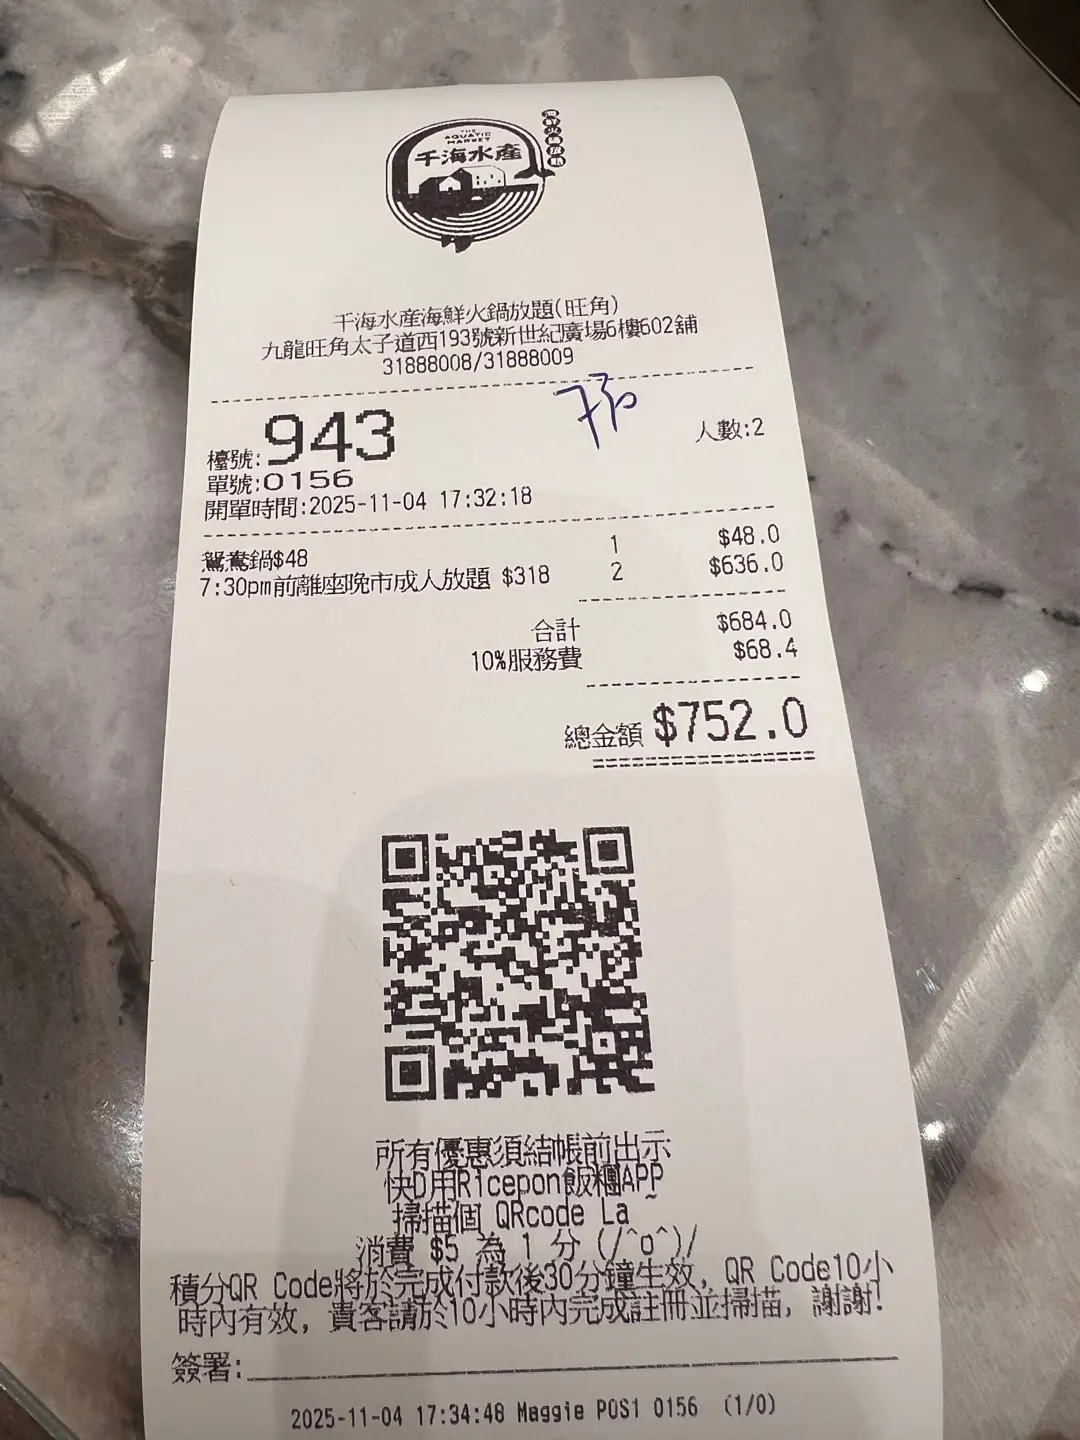 THE
AQUATIC
MARKET
千海水產
千海水産海鮮火鍋放題(旺角)
九龍旺角太子道西193號新世紀廣場6樓602舖
31888008/31888009
730
檯號:943
人數:2
單號:0156
開單時間:2025-11-04 17:32:18
鴛鴦鍋$48 1 $48.0
7:30pm前離座晚市成人放題 $318 2 $636.0
合計 $684.0
10%服務費 $68.4
總金額 $752.0
所有優惠須結帳前出示
快D用Ricepon飯糰APP
掃描個 QRcode La~
消費 $5 為 1 分 (/^o^)/
積分QR Code將於完成付款後30分鐘生效, QR Code10小
時內有效, 貴客請於10小時內完成註冊並掃描, 謝謝!
簽署:
2025-11-04 17:34:48 Maggie POS1 0156 (1/0)